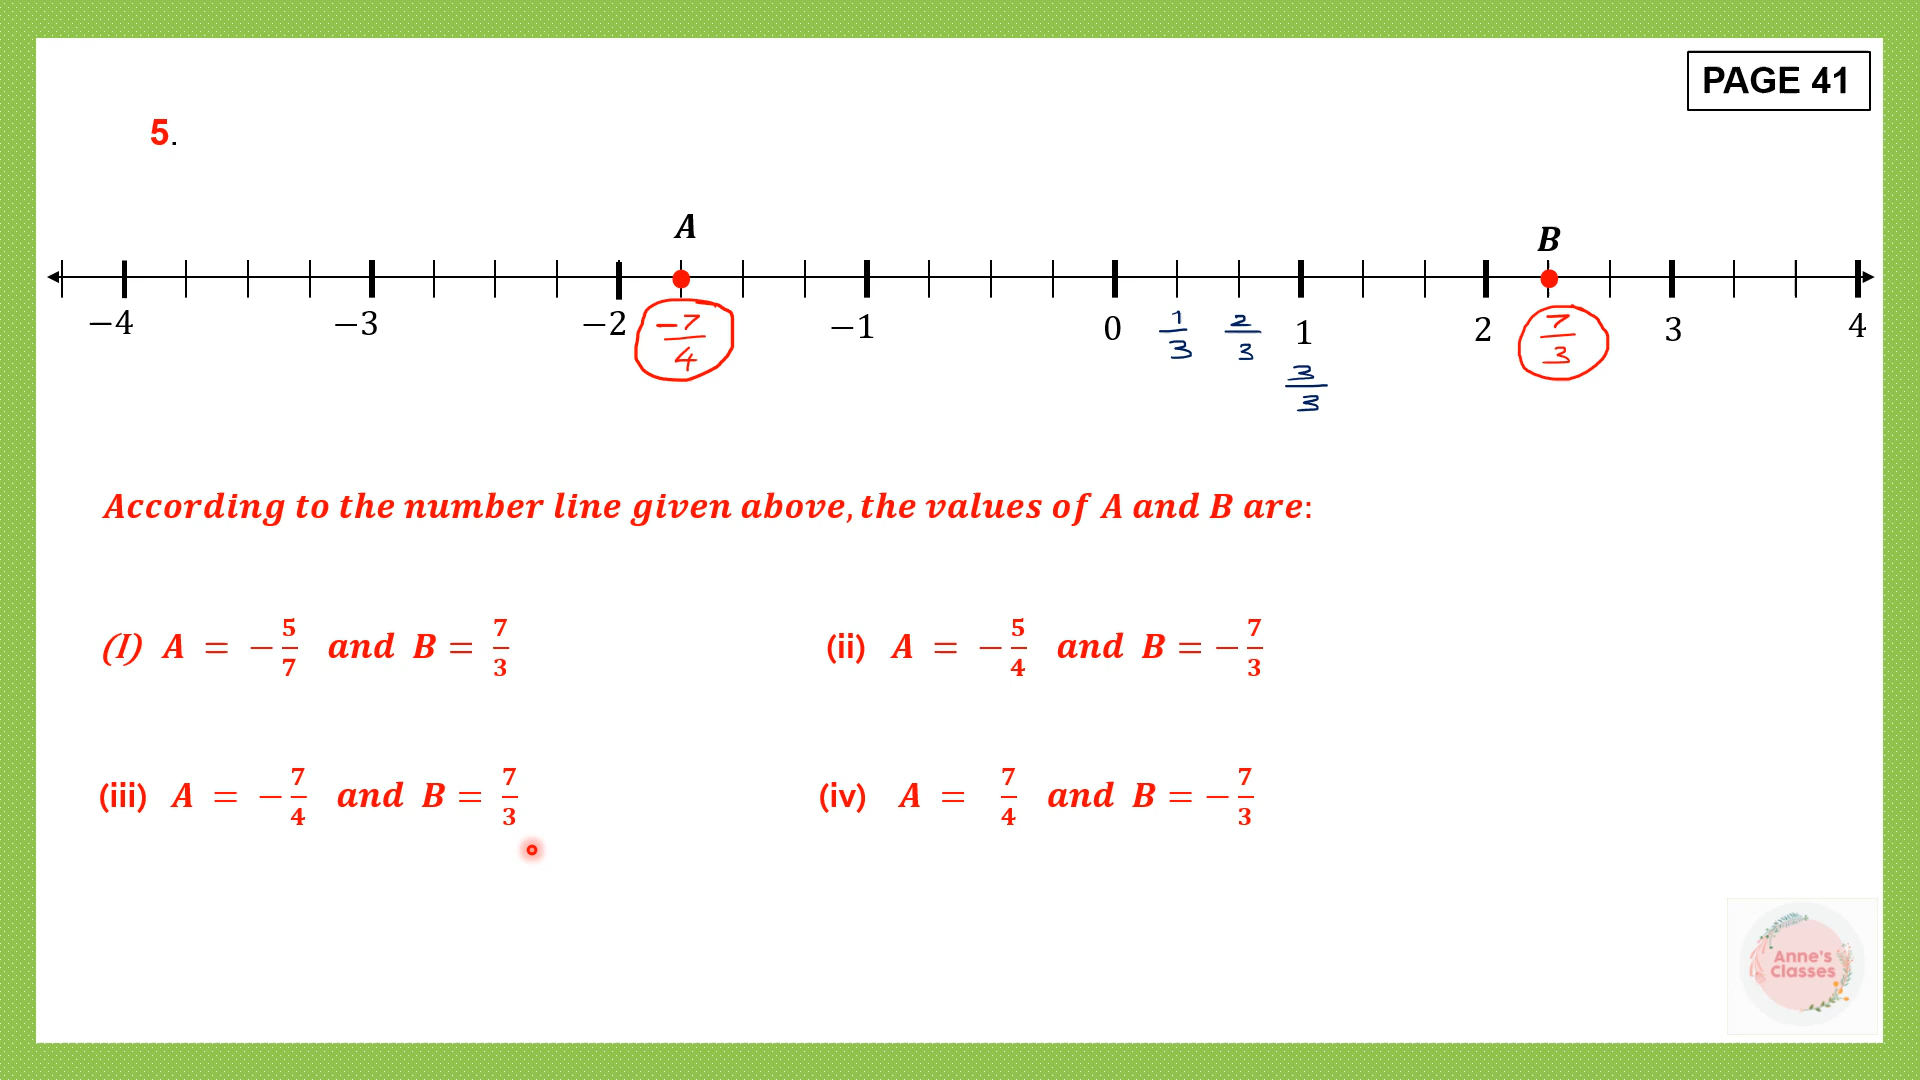 PAGE 41
5.
A B
−4 −3 −2 −1 0 1 2 3 4
−7/4 1/3 2/3 3/3 7/3
According to the number line given above, the values of A and B are:
(I) A = −5/7 and B = 7/3 (ii) A = −5/4 and B = −7/3
(iii) A = −7/4 and B = 7/3 (iv) A = 7/4 and B = −7/3
Anne's
Classes